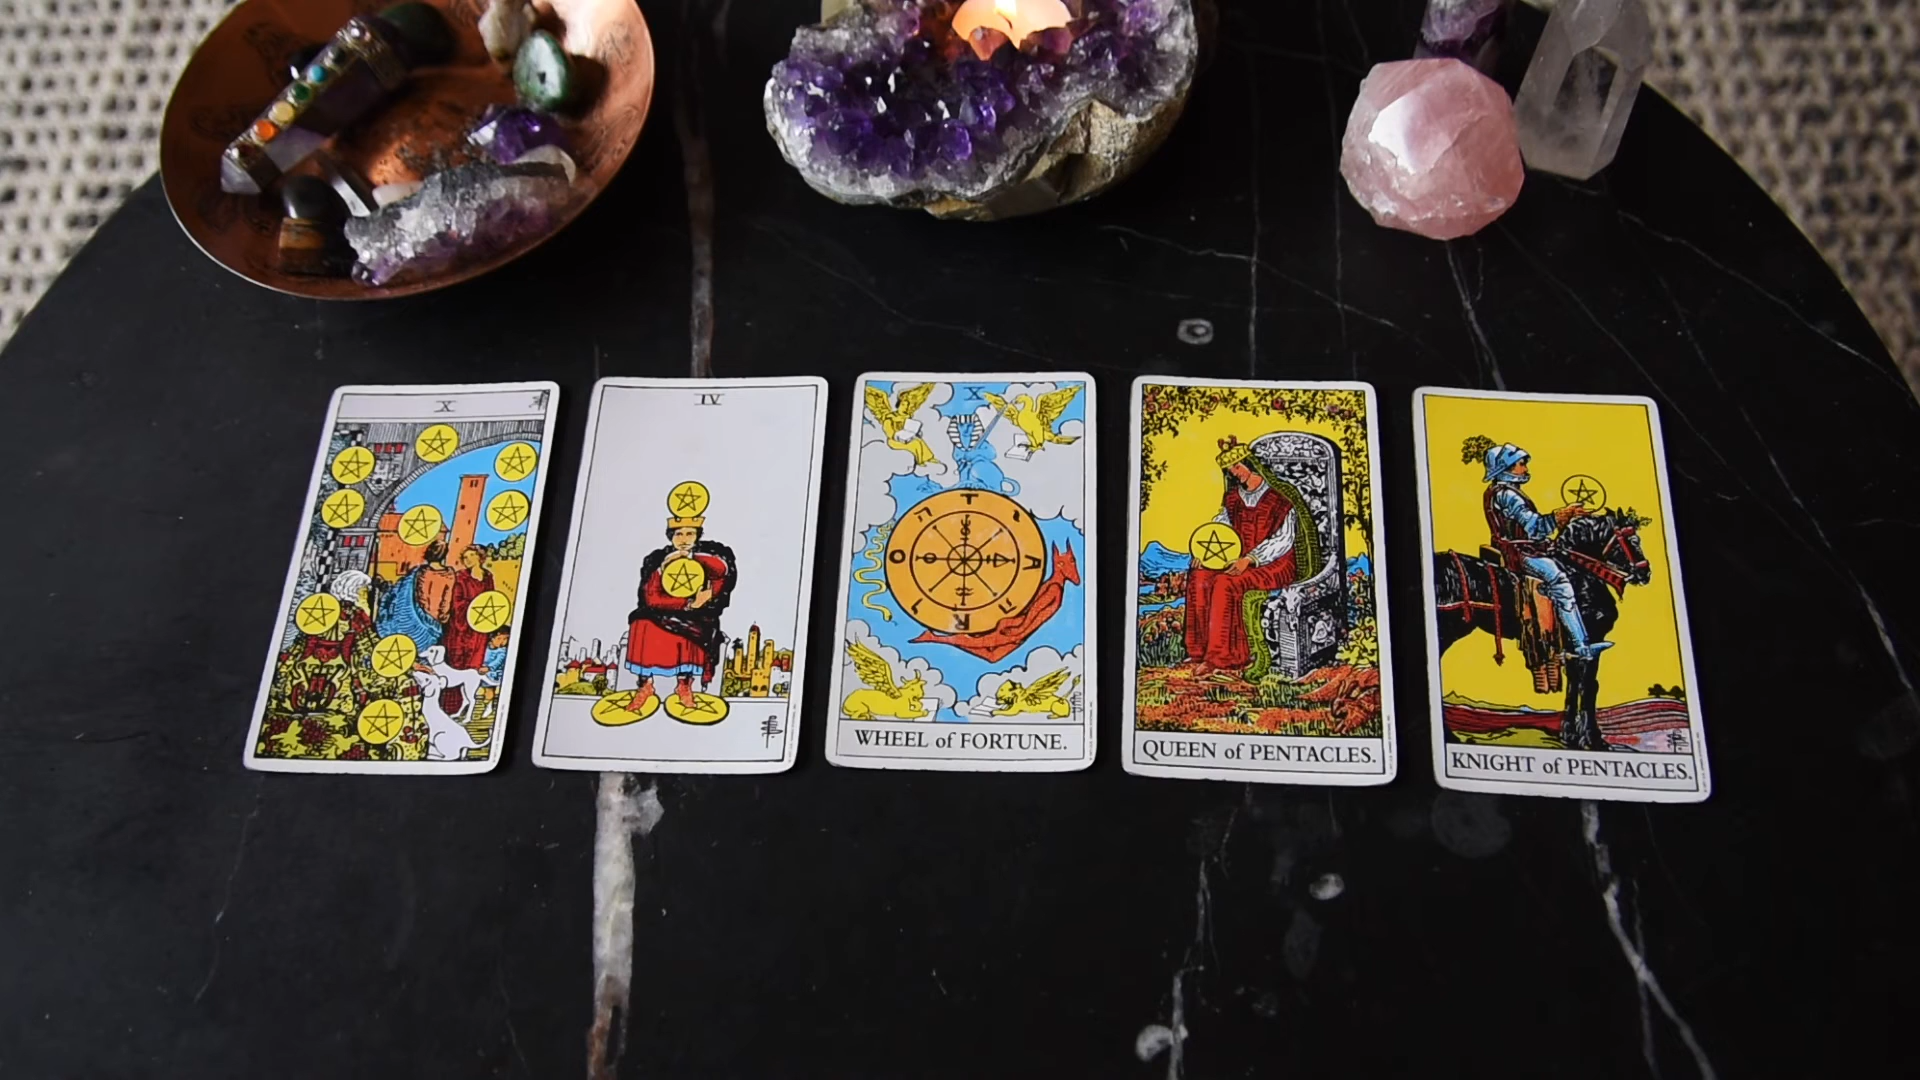 X
IV
X
WHEEL of FORTUNE.
QUEEN of PENTACLES.
KNIGHT of PENTACLES.